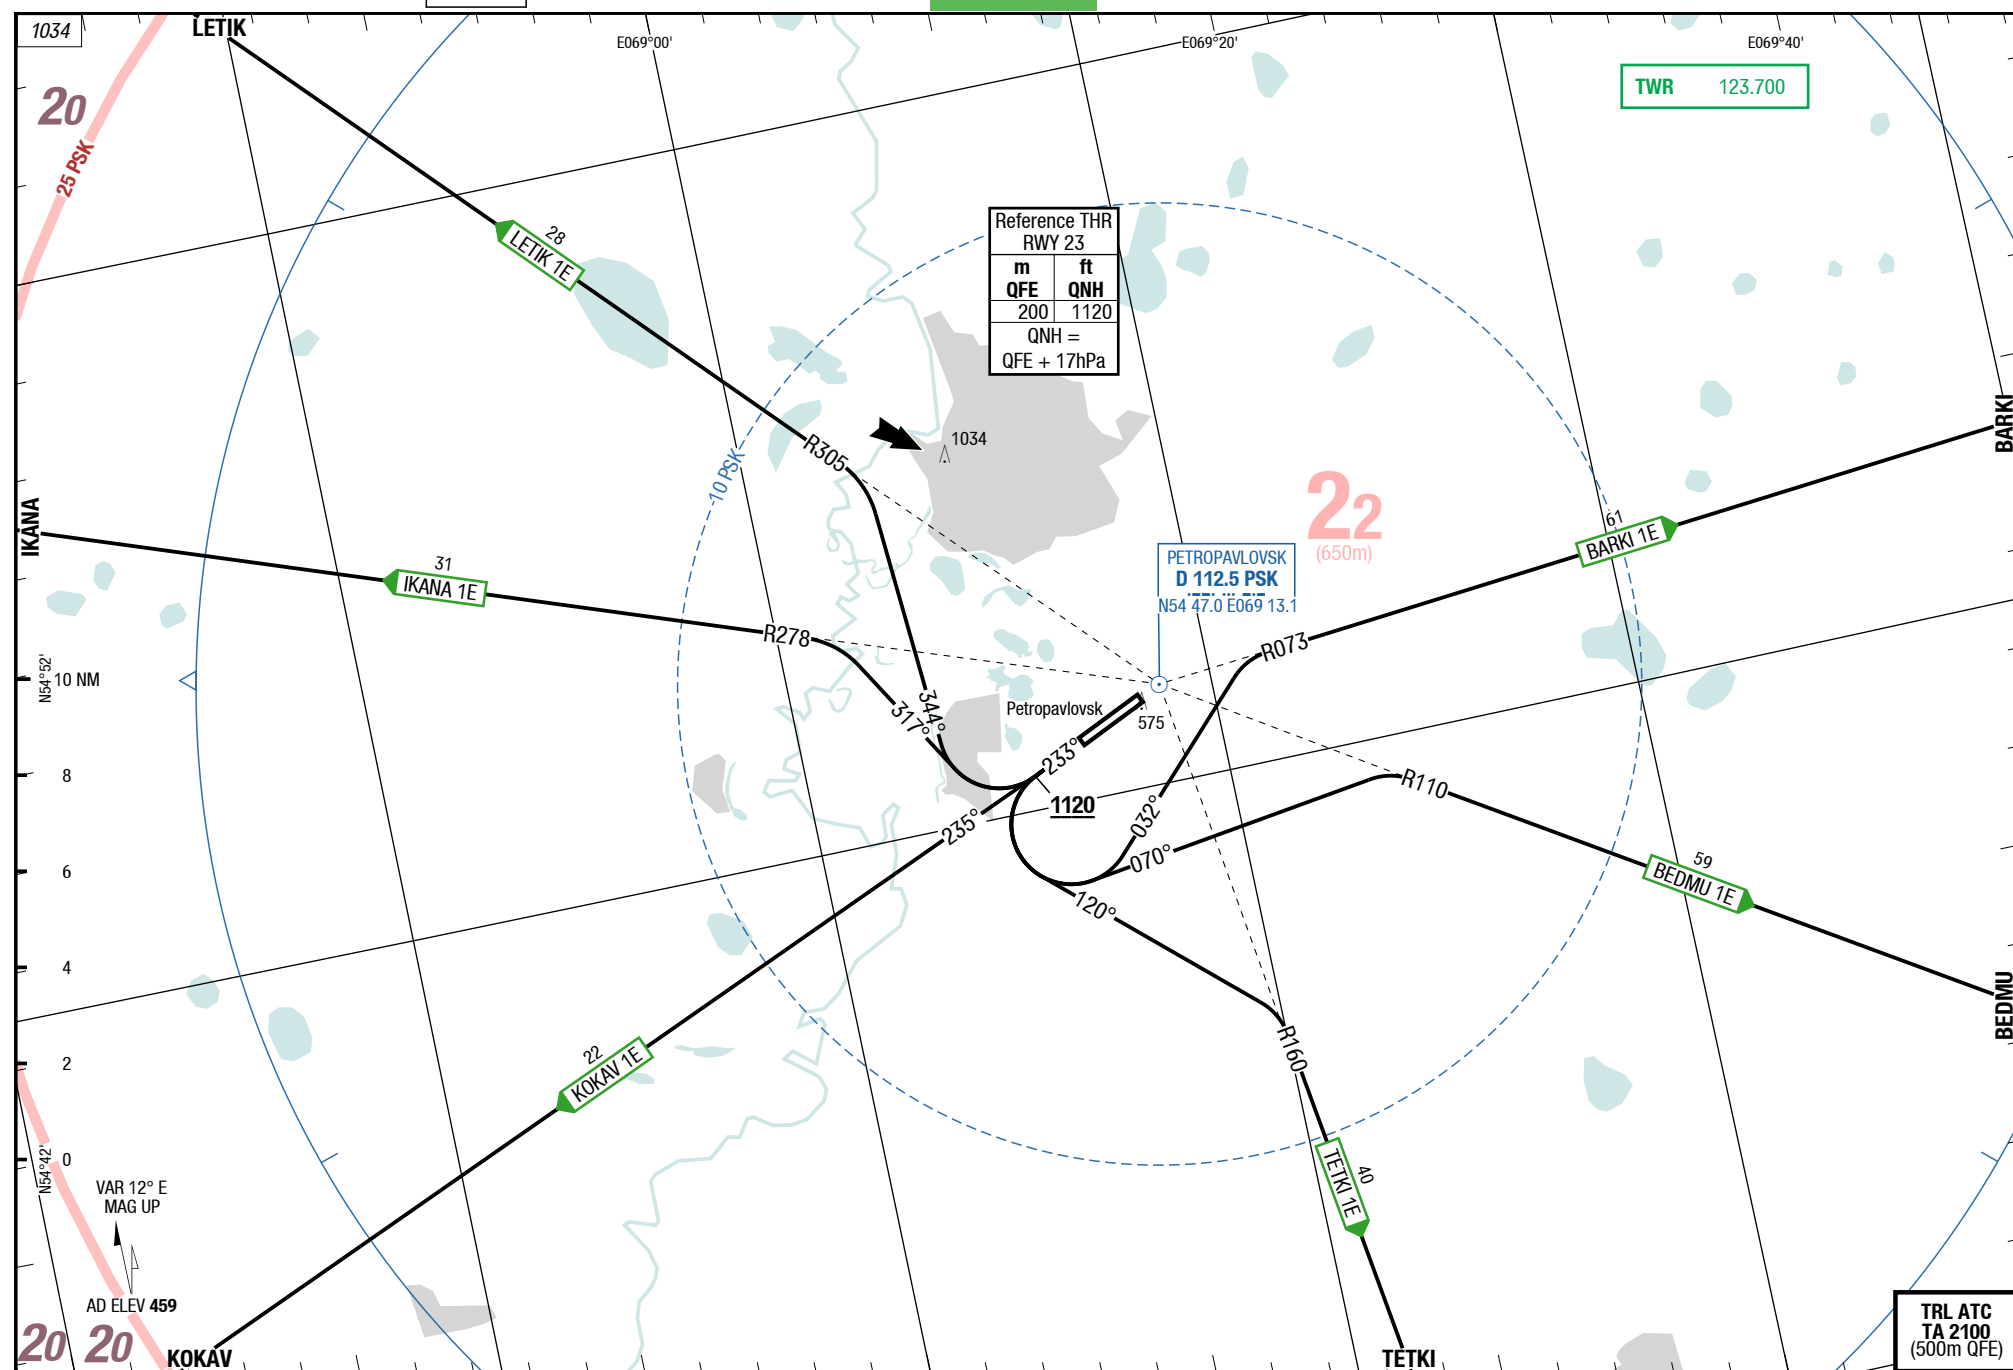 1034
LETIK
E069°00'
E069°20'
E069°40'
TWR 123.700
20
25 PSK
28
LETIK 1E
Reference THR
RWY 23
m ft
QFE QNH
200 1120
QNH =
QFE + 17hPa
R305
1034
10 PSK
22
(650m)
BARKI
61
BARKI 1E
IKANA
31
IKANA 1E
PETROPAVLOVSK
D 112.5 PSK
N54 47.0 E069 13.1
R278
R073
N54°52'
10 NM
344°
317°
Petropavlovsk
575
233°
8
1120
R110
235°
032°
070°
6
59
BEDMU 1E
120°
4
BEDMU
R160
2
22
KOKAV 1E
0
N54°42'
40
TETKI 1E
VAR 12° E
MAG UP
AD ELEV 459
20 20
KOKAV
TETKI
TRL ATC
TA 2100
(500m QFE)